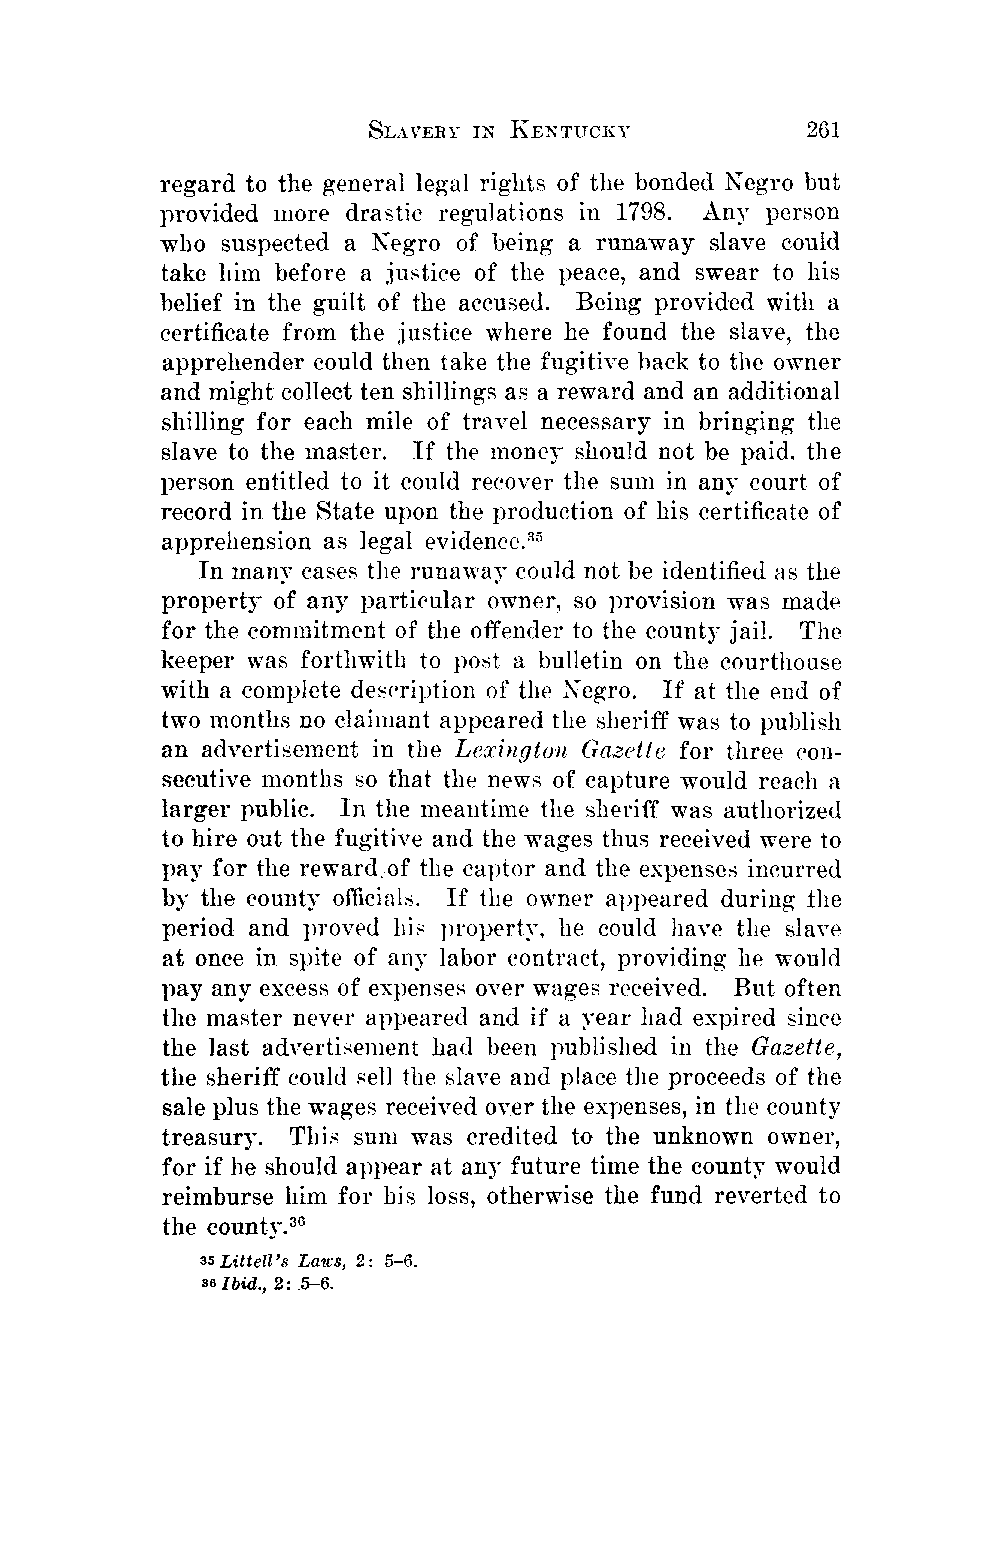 SLAVERY IN KENTUCKY 261
regard to the general legal rights of the bonded Negro but
provided more drastic regulations in 1798. Any person
who suspected a Negro of being a runaway slave could
take him before a justice of the peace, and swear to his
belief in the guilt of the accused. Being provided with a
certificate from the justice where he found the slave, the
apprehender could then take the fugitive back to the owner
and might collect ten shillings as a reward and an additional
shilling for each mile of travel necessary in bringing the
slave to the master. If the money should not be paid, the
person entitled to it could recover the sum in any court of
record in the State upon the production of his certificate of
apprehension as legal evidence.³⁵
In many cases the runaway could not be identified as the
property of any particular owner, so provision was made
for the commitment of the offender to the county jail. The
keeper was forthwith to post a bulletin on the courthouse
with a complete description of the Negro. If at the end of
two months no claimant appeared the sheriff was to publish
an advertisement in the Lexington Gazette for three con-
secutive months so that the news of capture would reach a
larger public. In the meantime the sheriff was authorized
to hire out the fugitive and the wages thus received were to
pay for the reward of the captor and the expenses incurred
by the county officials. If the owner appeared during the
period and proved his property, he could have the slave
at once in spite of any labor contract, providing he would
pay any excess of expenses over wages received. But often
the master never appeared and if a year had expired since
the last advertisement had been published in the Gazette,
the sheriff could sell the slave and place the proceeds of the
sale plus the wages received over the expenses, in the county
treasury. This sum was credited to the unknown owner,
for if he should appear at any future time the county would
reimburse him for his loss, otherwise the fund reverted to
the county.³⁶
³⁵ Littell's Laws, 2: 5–6.
³⁶ Ibid., 2: 5–6.